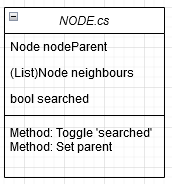 NODE.cs
Node nodeParent
(List)Node neighbours
bool searched
Method: Toggle 'searched'
Method: Set parent